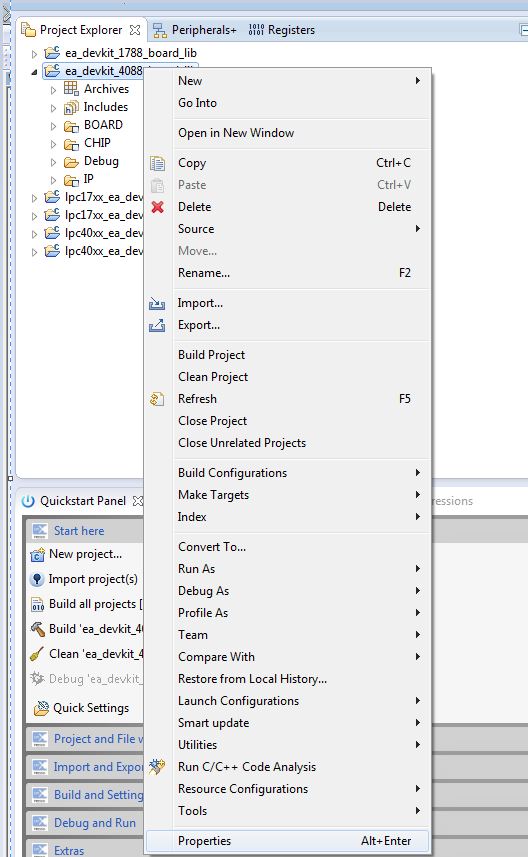 Project Explorer
Peripherals+
Registers
ea_devkit_1788_board_lib
ea_devkit_4088
Archives
Includes
BOARD
CHIP
Debug
IP
lpc17xx_ea_dev
lpc17xx_ea_dev
lpc40xx_ea_dev
lpc40xx_ea_dev
New
Go Into
Open in New Window
Copy Ctrl+C
Paste Ctrl+V
Delete Delete
Source
Move...
Rename... F2
Import...
Export...
Build Project
Clean Project
Refresh F5
Close Project
Close Unrelated Projects
Build Configurations
Make Targets
Index
Convert To...
Run As
Debug As
Profile As
Team
Compare With
Restore from Local History...
Launch Configurations
Smart update
Utilities
Run C/C++ Code Analysis
Resource Configurations
Tools
Properties Alt+Enter
Quickstart Panel
ressions
Start here
New project...
Import project(s)
Build all projects [
Build 'ea_devkit_40
Clean 'ea_devkit_4
Debug 'ea_devkit_
Quick Settings
Project and File
Import and Expo
Build and Setting
Debug and Run
Extras